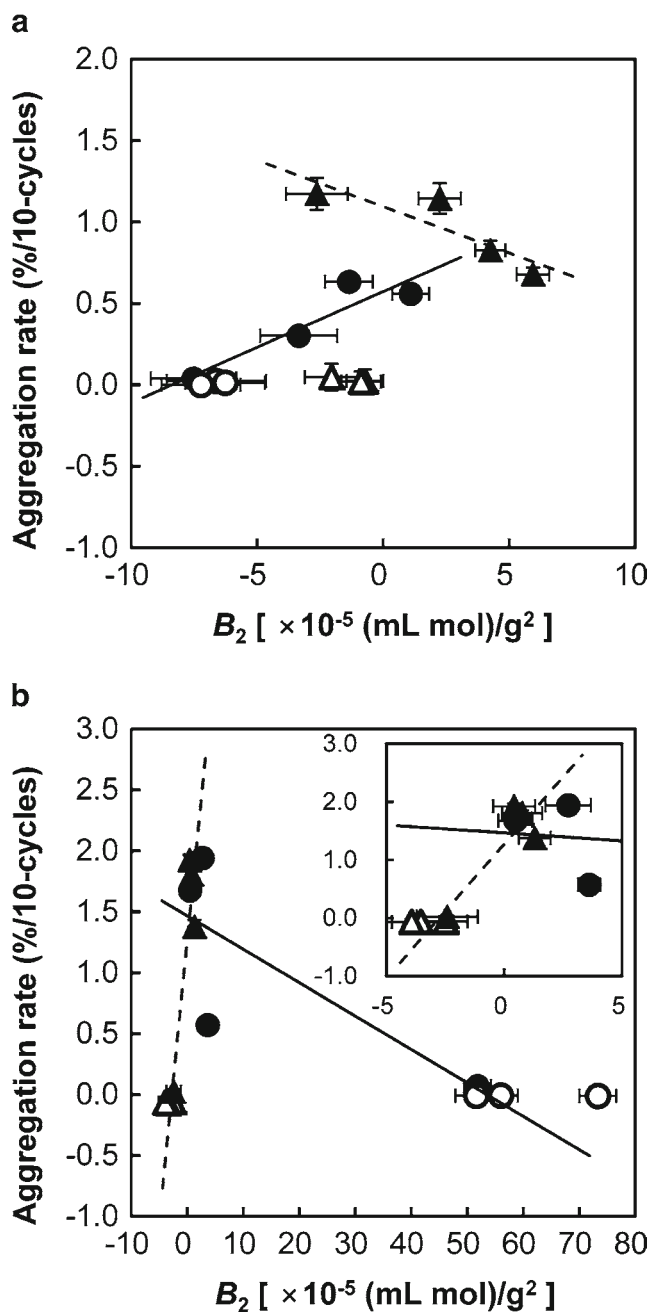 a
2.0
1.5
1.0
0.5
0.0
-0.5
-1.0
-10 -5 0 5 10
Aggregation rate (%/10-cycles)
B₂ [ ×10⁻⁵ (mL mol)/g² ]
b
3.0
2.5
2.0
1.5
1.0
0.5
0.0
-0.5
-1.0
-10 0 10 20 30 40 50 60 70 80
Aggregation rate (%/10-cycles)
B₂ [ ×10⁻⁵ (mL mol)/g² ]
3.0
2.0
1.0
0.0
-1.0
-5 0 5